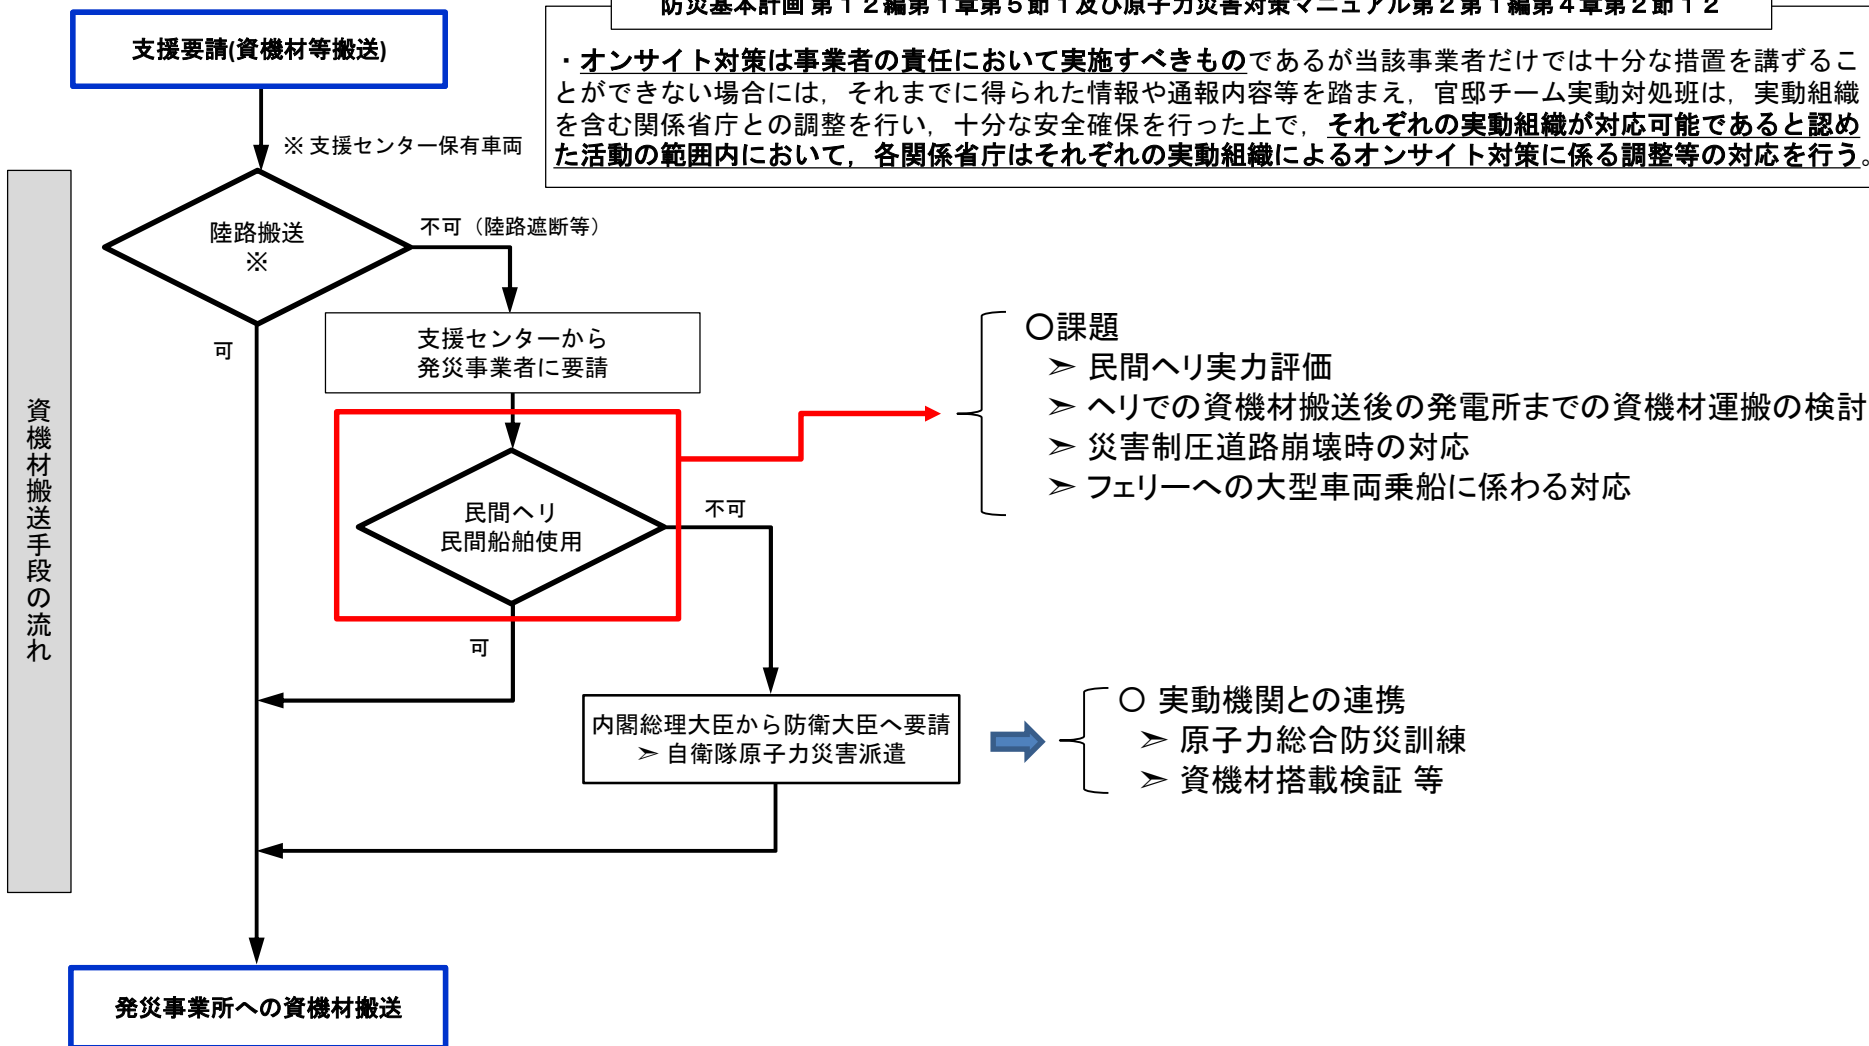 防災基本計画 第１２編第１章第５節１及び原子力災害対策マニュアル第２第１編第４章第２節１２
・オンサイト対策は事業者の責任において実施すべきものであるが当該事業者だけでは十分な措置を講ずるこ
とができない場合には，それまでに得られた情報や通報内容等を踏まえ，官邸チーム実動対処班は，実動組織
を含む関係省庁との調整を行い，十分な安全確保を行った上で，それぞれの実動組織が対応可能であると認め
た活動の範囲内において，各関係省庁はそれぞれの実動組織によるオンサイト対策に係る調整等の対応を行う。
支援要請(資機材等搬送)
※ 支援センター保有車両
資機材搬送手段の流れ
陸路搬送
※
不可（陸路遮断等）
可
支援センターから
発災事業者に要請
民間ヘリ
民間船舶使用
不可
可
〇課題
➢ 民間ヘリ実力評価
➢ ヘリでの資機材搬送後の発電所までの資機材運搬の検討
➢ 災害制圧道路崩壊時の対応
➢ フェリーへの大型車両乗船に係わる対応
内閣総理大臣から防衛大臣へ要請
➢ 自衛隊原子力災害派遣
〇 実動機関との連携
➢ 原子力総合防災訓練
➢ 資機材搭載検証 等
発災事業所への資機材搬送